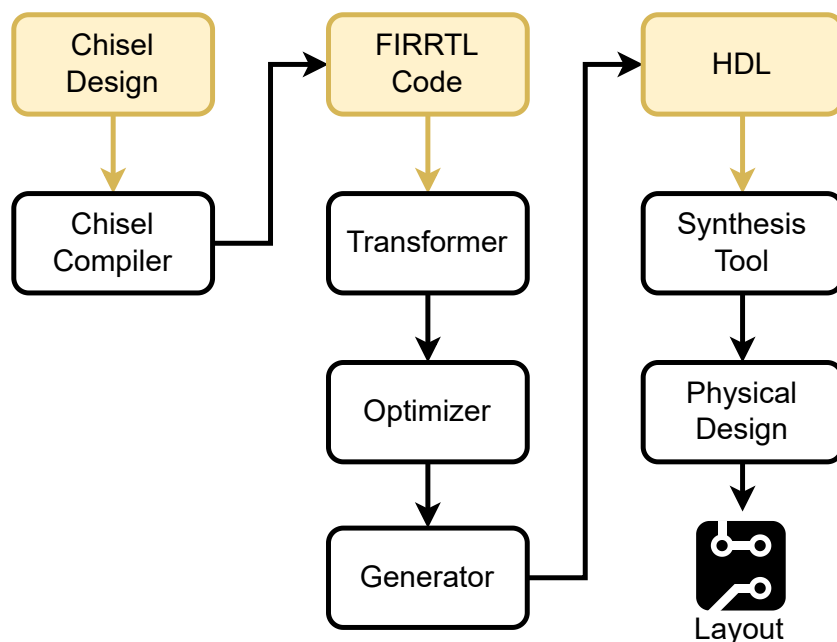 Chisel
Design
Chisel
Compiler
FIRRTL
Code
Transformer
Optimizer
Generator
HDL
Synthesis
Tool
Physical
Design
Layout